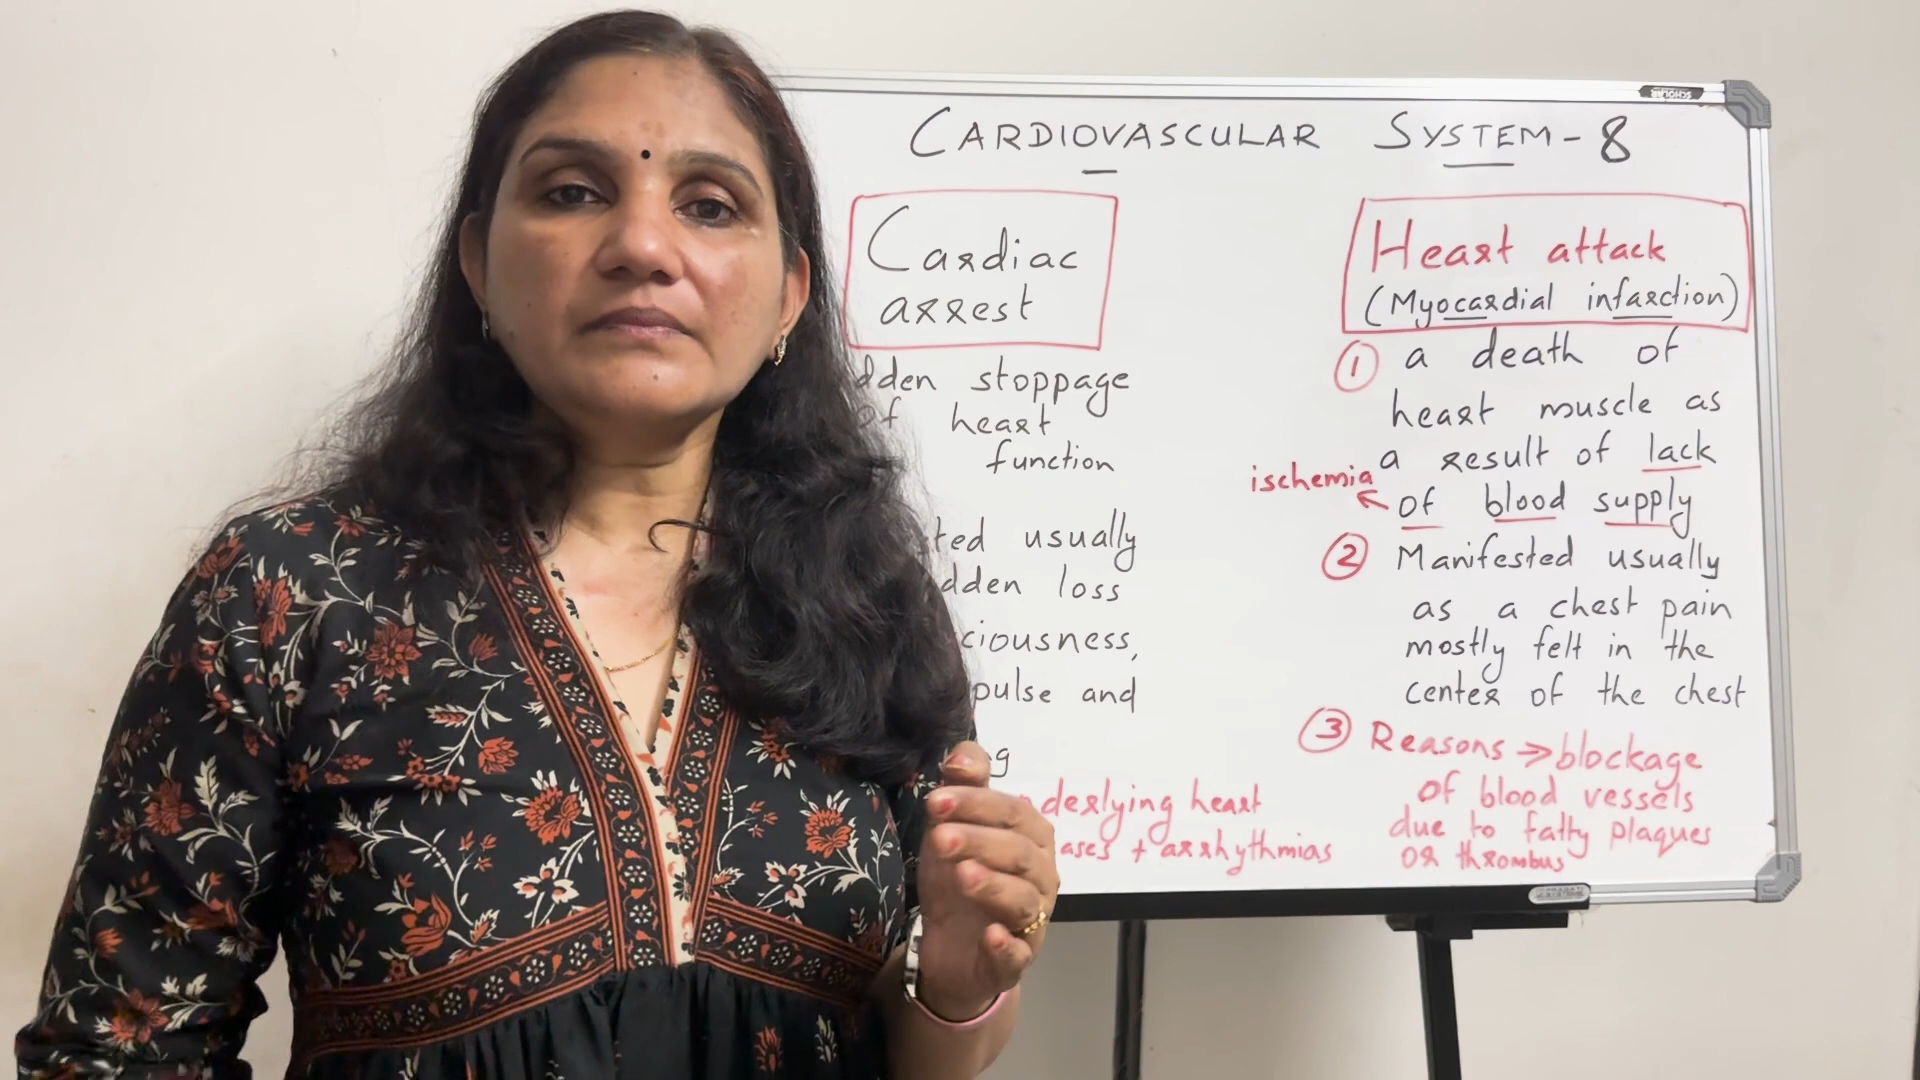 CARDIOVASCULAR SYSTEM-8
Cardiac
arrest
dden stoppage
of heart
function
ted usually
dden loss
ciousness,
pulse and
g
nderlying heart
ases + arrhythmias
Heart attack
(Myocardial infarction)
① a death of
heart muscle as
a result of lack
ischemia
of blood supply
② Manifested usually
as a chest pain
mostly felt in the
center of the chest
③ Reasons ⇒ blockage
of blood vessels
due to fatty plaques
or thrombus
SCHOLAR